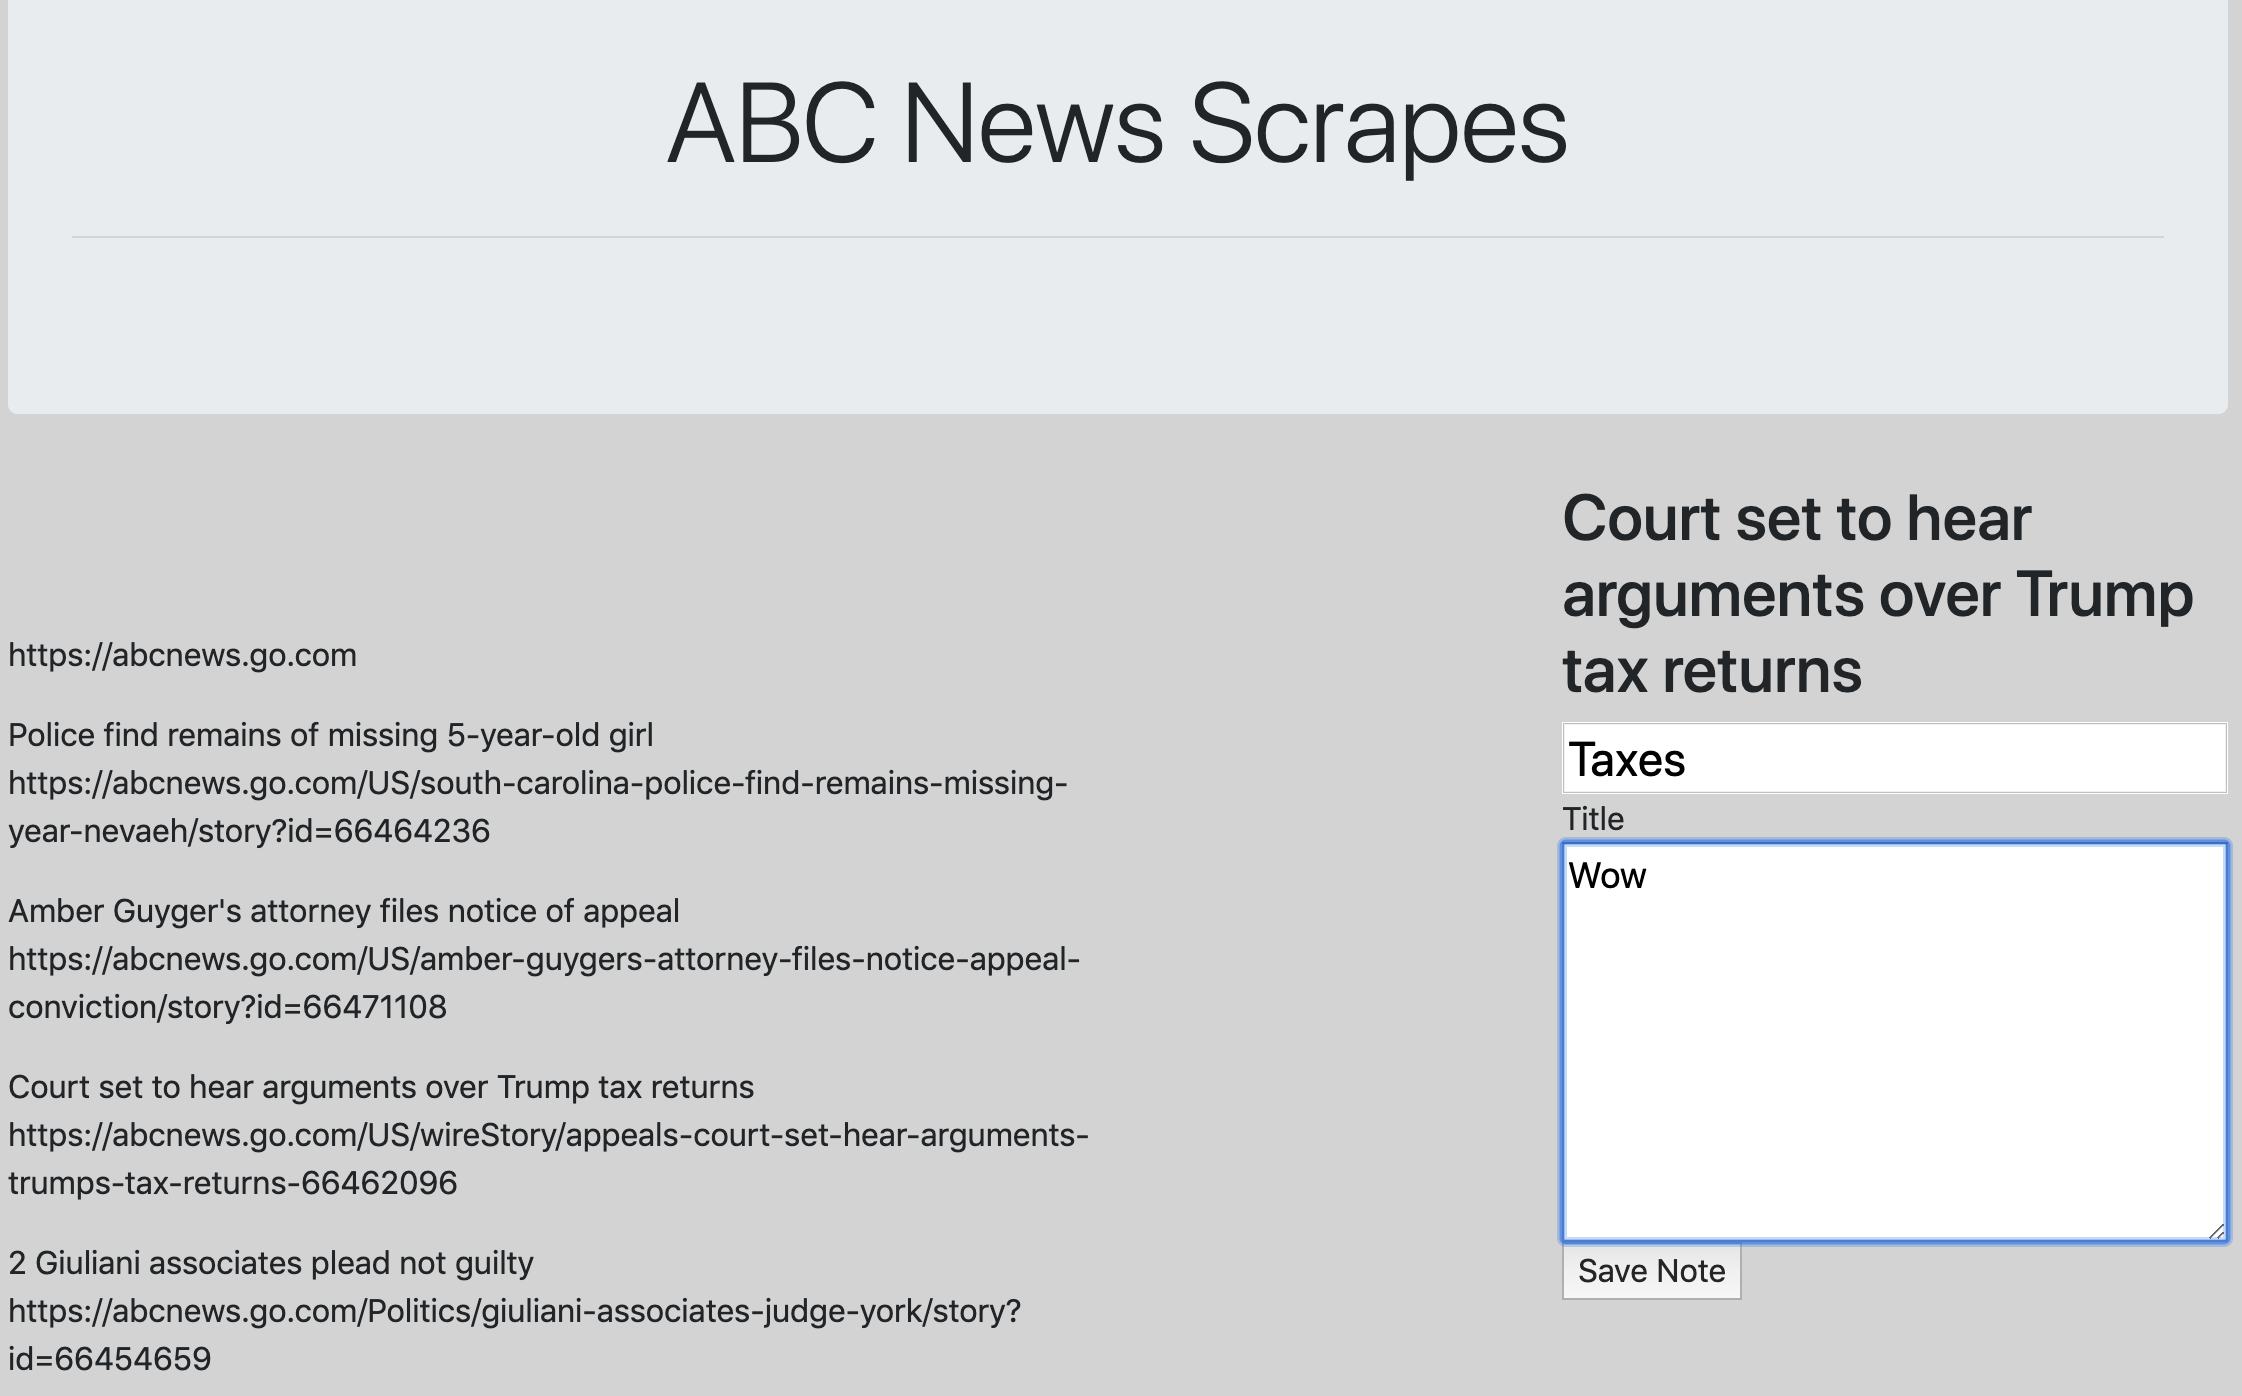 ABC News Scrapes
https://abcnews.go.com
Police find remains of missing 5-year-old girl
https://abcnews.go.com/US/south-carolina-police-find-remains-missing-
year-nevaeh/story?id=66464236
Amber Guyger's attorney files notice of appeal
https://abcnews.go.com/US/amber-guygers-attorney-files-notice-appeal-
conviction/story?id=66471108
Court set to hear arguments over Trump tax returns
https://abcnews.go.com/US/wireStory/appeals-court-set-hear-arguments-
trumps-tax-returns-66462096
2 Giuliani associates plead not guilty
https://abcnews.go.com/Politics/giuliani-associates-judge-york/story?
id=66454659
Court set to hear
arguments over Trump
tax returns
Taxes
Title
Wow
Save Note